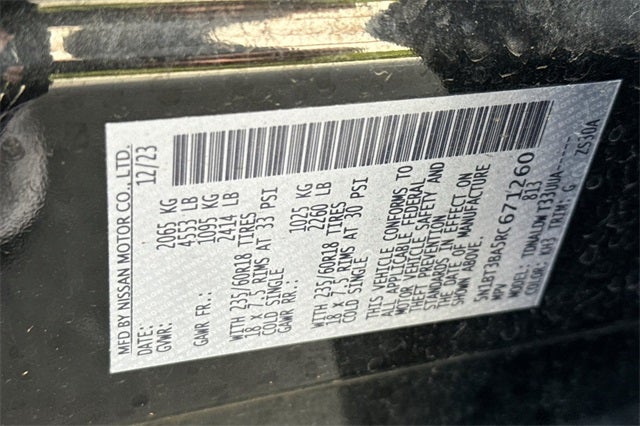 MFD BY NISSAN MOTOR CO., LTD.
DATE: 12/23
GVWR: 2065 KG
4553 LB
GAWR FR.: 1095 KG
2414 LB
WITH 235/60R18 TIRES
18 X 7.5 RIMS AT 33 PSI
COLD SINGLE
GAWR RR.: 1025 KG
2260 LB
WITH 235/60R18 TIRES
18 X 7.5 RIMS AT 30 PSI
COLD SINGLE
THIS VEHICLE CONFORMS TO
ALL APPLICABLE FEDERAL
MOTOR VEHICLE SAFETY AND
THEFT PREVENTION
STANDARDS IN EFFECT ON
THE DATE OF MANUFACTURE
SHOWN ABOVE.
5N1BT3BA5RC671260
MPV 813
MODEL: TDNALDW T33UUA-----
COLOR: KH3 TRIM: G ZS30A